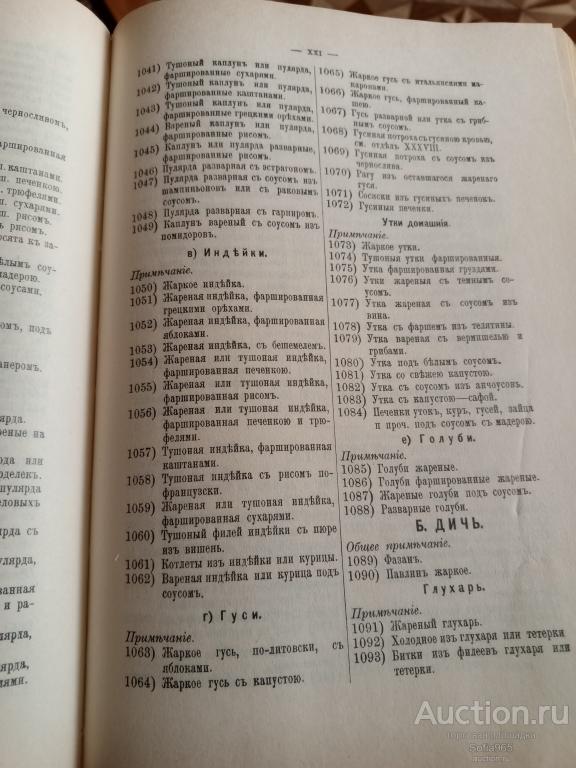 — XXI —
1041) Тушоный каплунъ или пулярда,
фаршированные сухарями.
1042) Тушоный каплунъ или пулярда,
фаршированные каштанами.
1043) Тушоный каплунъ или пулярда,
фаршированные грецкими орѣхами.
1044) Вареный каплунъ или пулярда,
фаршированные рисомъ.
1045) Каплунъ или пулярда разварные,
фаршированные рисомъ.
1046) Пулярда разварная съ эстрагономъ.
1047) Пулярда разварная съ соусомъ изъ
шампиньоновъ или съ раковымъ
соусомъ.
1048) Пулярда разварная съ гарниромъ.
1049) Каплунъ вареный съ соусомъ изъ
помидоровъ.
в) Индѣйки.
Примѣчаніе.
1050) Жаркое индѣйка.
1051) Жареная индѣйка, фаршированная
грецкими орѣхами.
1052) Жареная индѣйка, фаршированная
яблоками.
1053) Жареная индѣйка, съ бешемелемъ.
1054) Жареная или тушоная индѣйка,
фаршированная печенкою.
1055) Жареная или тушоная индѣйка,
фаршированная рисомъ.
1056) Жареная или тушоная индѣйка,
фаршированная печенкою и трю-
фелями.
1057) Тушоная индѣйка, фаршированная
каштанами.
1058) Тушоная индѣйка съ рисомъ по-
французски.
1059) Жареная или тушоная индѣйка,
фаршированная сухарями.
1060) Тушоный филей индѣйки съ пюре
изъ вишень.
1061) Котлеты изъ индѣйки или курицы.
1062) Вареная индѣйка или курица подъ
соусомъ.
г) Гуси.
Примѣчаніе.
1063) Жаркое гусь, по-литовски, съ
яблоками.
1064) Жаркое гусь съ капустою.
1065) Жаркое гусь съ итальянскими ма-
каронами.
1066) Жаркое гусь, фаршированный ка-
шею.
1067) Гусь разварной или утка съ гриб-
нымъ соусомъ.
1068) Гусиная потроха съ гусиною кровью,
см. отдѣлъ XXXVIII.
1069) Гусиная потроха съ соусомъ изъ
чернослива.
1070) Рагу изъ оставшагося жаренаго
гуся.
1071) Сосиски изъ гусиныхъ печенокъ.
1072) Гусиныя печенки.
Утки домашнія.
Примѣчаніе.
1073) Жаркое утки.
1074) Тушоныя утки фаршированныя.
1075) Утка фаршированная груздями.
1076) Утки жареныя съ темнымъ со-
усомъ.
1077) Утка жареная съ соусомъ изъ
вина.
1078) Утка съ фаршемъ изъ телятины.
1079) Утка вареная съ вермишелью и
грибами.
1080) Утка подъ бѣлымъ соусомъ.
1081) Утка со свѣжею капустою.
1082) Утка съ соусомъ изъ анчоусовъ.
1083) Утка съ капустою—сафой.
1084) Печенки утокъ, куръ, гусей, зайца
и проч. подъ соусомъ съ мадерою.
е) Голуби.
Примѣчаніе.
1085) Голуби жареные.
1086) Голуби фаршированные жареные.
1087) Жареные голуби подъ соусомъ.
1088) Разварные голуби.
Б. ДИЧЬ.
Общее примѣчаніе.
1089) Фазанъ.
1090) Павлинъ жаркое.
Глухарь.
Примѣчаніе.
1091) Жареный глухарь.
1092) Холодное изъ глухаря или тетерки
1093) Битки изъ филеевъ глухаря или
тетерки.
Аукцион.ru
Sofia965
auction.ru